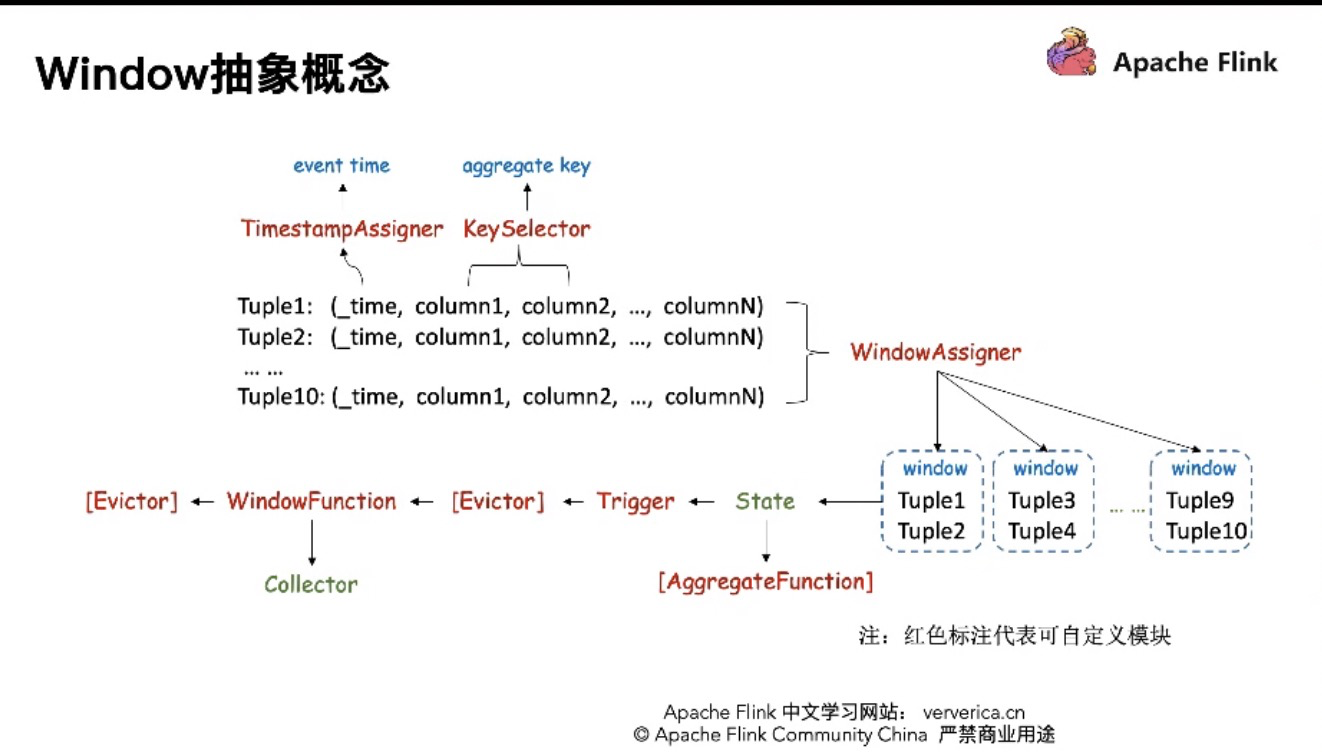 Window抽象概念
Apache Flink
event time
aggregate key
TimestampAssigner
KeySelector
Tuple1: (_time, column1, column2, ..., columnN)
Tuple2: (_time, column1, column2, ..., columnN)
... ...
Tuple10: (_time, column1, column2, ..., columnN)
WindowAssigner
window
window
window
Tuple1
Tuple3
... ...
Tuple9
Tuple2
Tuple4
Tuple10
[Evictor]
WindowFunction
[Evictor]
Trigger
State
Collector
[AggregateFunction]
注：红色标注代表可自定义模块
Apache Flink 中文学习网站： ververica.cn
© Apache Flink Community China 严禁商业用途